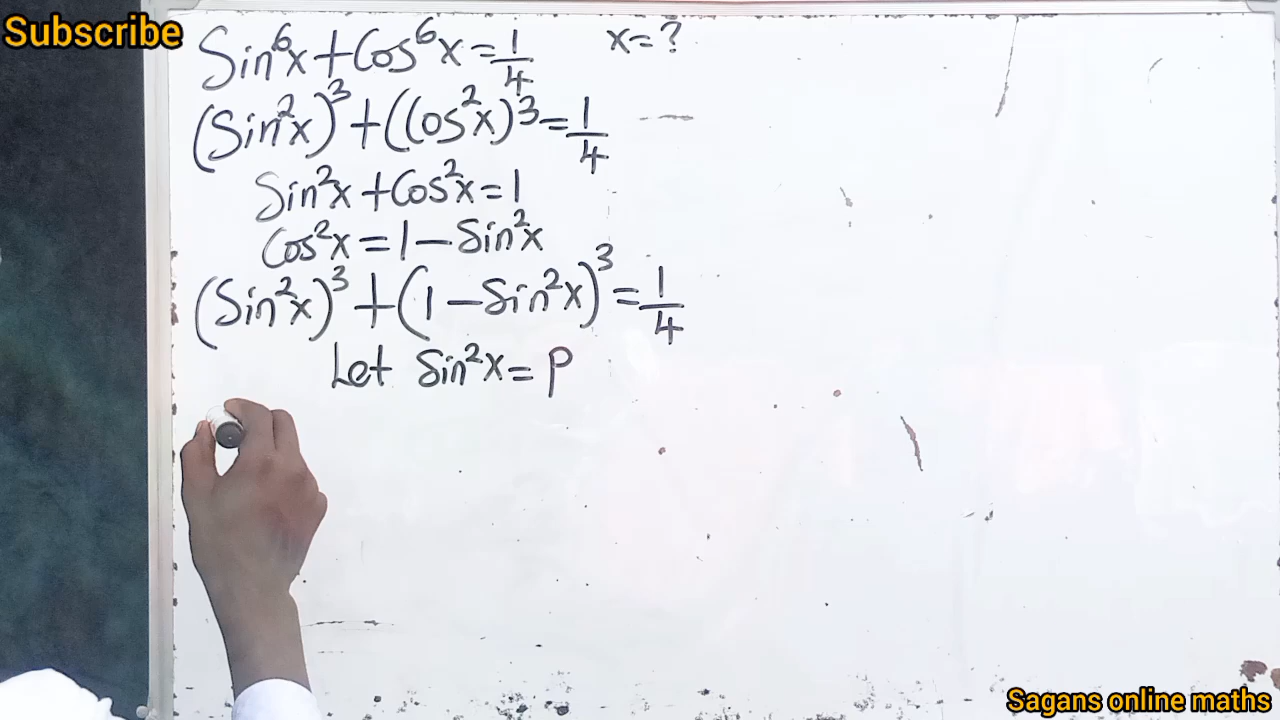 Subscribe
Sin⁶x + Cos⁶x = 1/4 x = ?
(Sin²x)³ + (Cos²x)³ = 1/4
Sin²x + Cos²x = 1
Cos²x = 1 − Sin²x
(Sin²x)³ + (1 − Sin²x)³ = 1/4
Let Sin²x = P
Sagans online maths